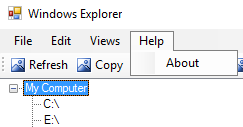 Windows Explorer
File Edit Views Help
Refresh Copy About
My Computer
C:\
E:\